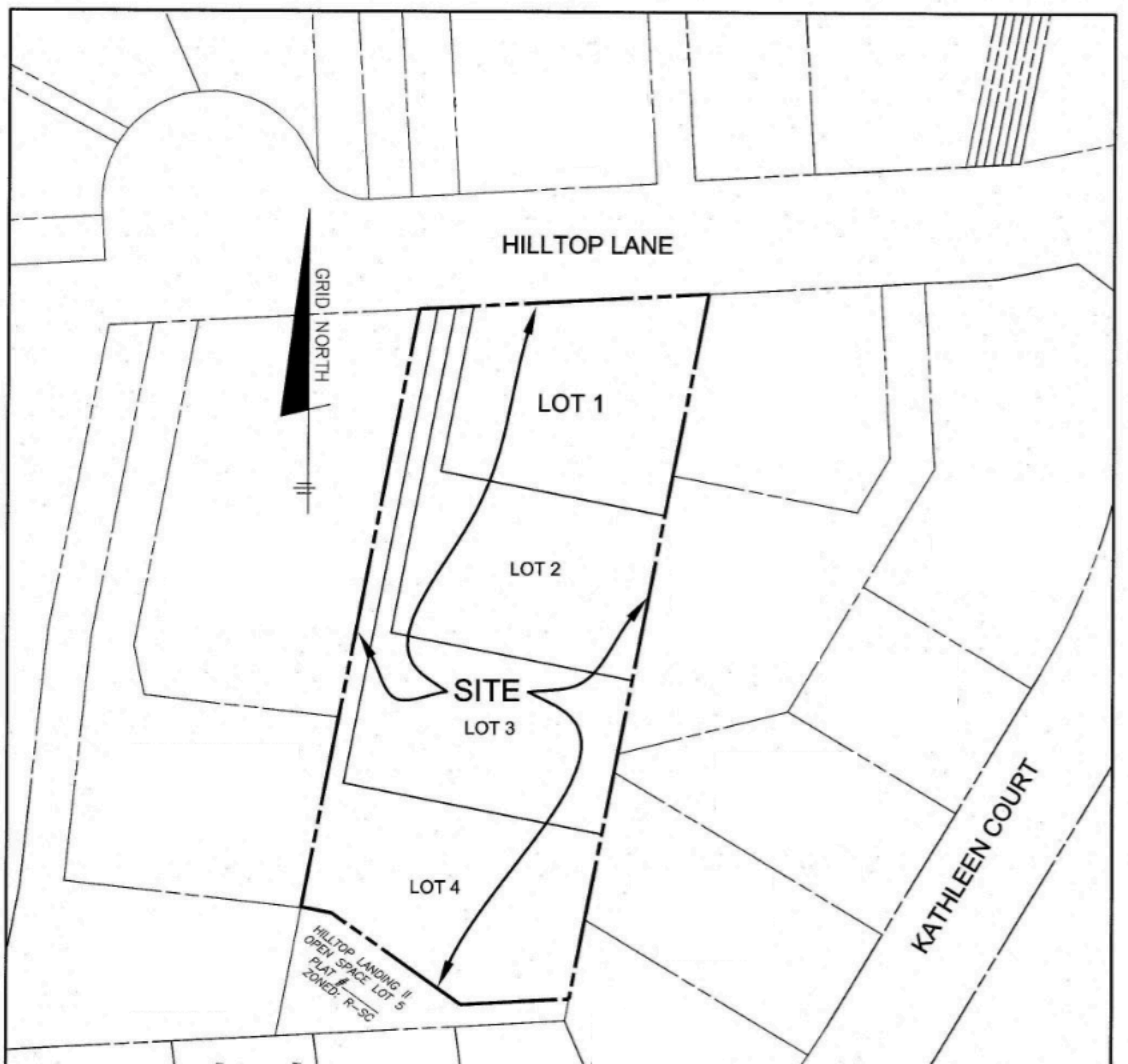 HILLTOP LANE
GRID NORTH
LOT 1
LOT 2
SITE
LOT 3
LOT 4
KATHLEEN COURT
HILLTOP LANDING II
OPEN SPACE LOT 5
PLAT #
ZONED: R-SC